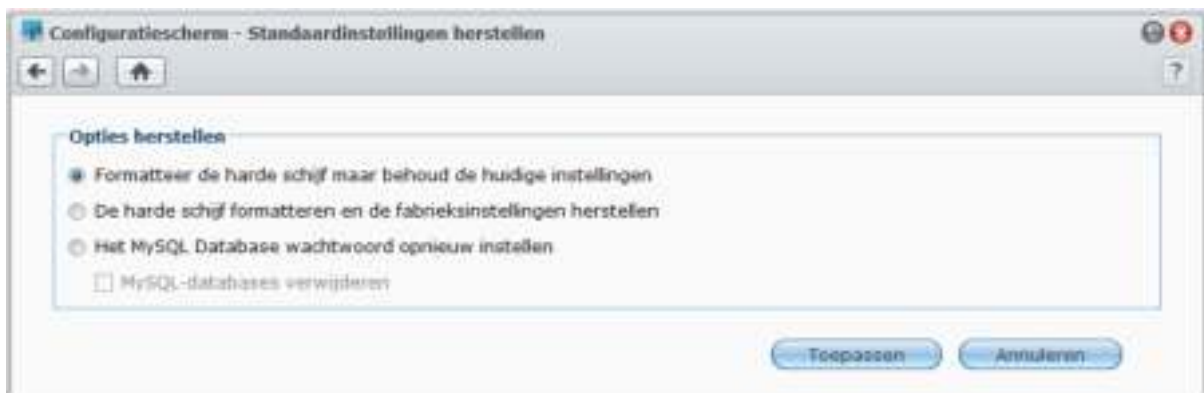 Configuratiescherm - Standaardinstellingen herstellen
?
Opties herstellen
Formatteer de harde schijf maar behoud de huidige instellingen
De harde schijf formatteren en de fabrieksinstellingen herstellen
Het MySQL Database wachtwoord opnieuw instellen
MySQL-databases verwijderen
Toepassen Annuleren